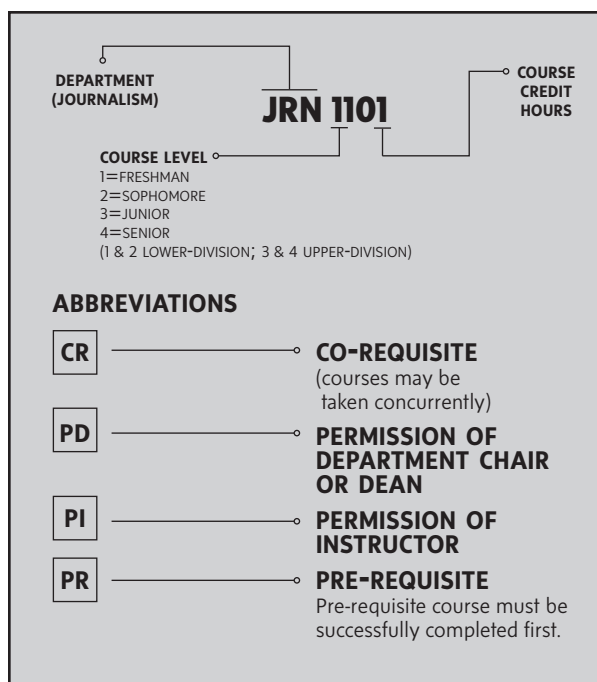 DEPARTMENT
(JOURNALISM)
JRN 1101
COURSE
CREDIT
HOURS
COURSE LEVEL
1=FRESHMAN
2=SOPHOMORE
3=JUNIOR
4=SENIOR
(1 & 2 LOWER-DIVISION; 3 & 4 UPPER-DIVISION)
ABBREVIATIONS
CR
CO-REQUISITE
(courses may be
taken concurrently)
PD
PERMISSION OF
DEPARTMENT CHAIR
OR DEAN
PI
PERMISSION OF
INSTRUCTOR
PR
PRE-REQUISITE
Pre-requisite course must be
successfully completed first.